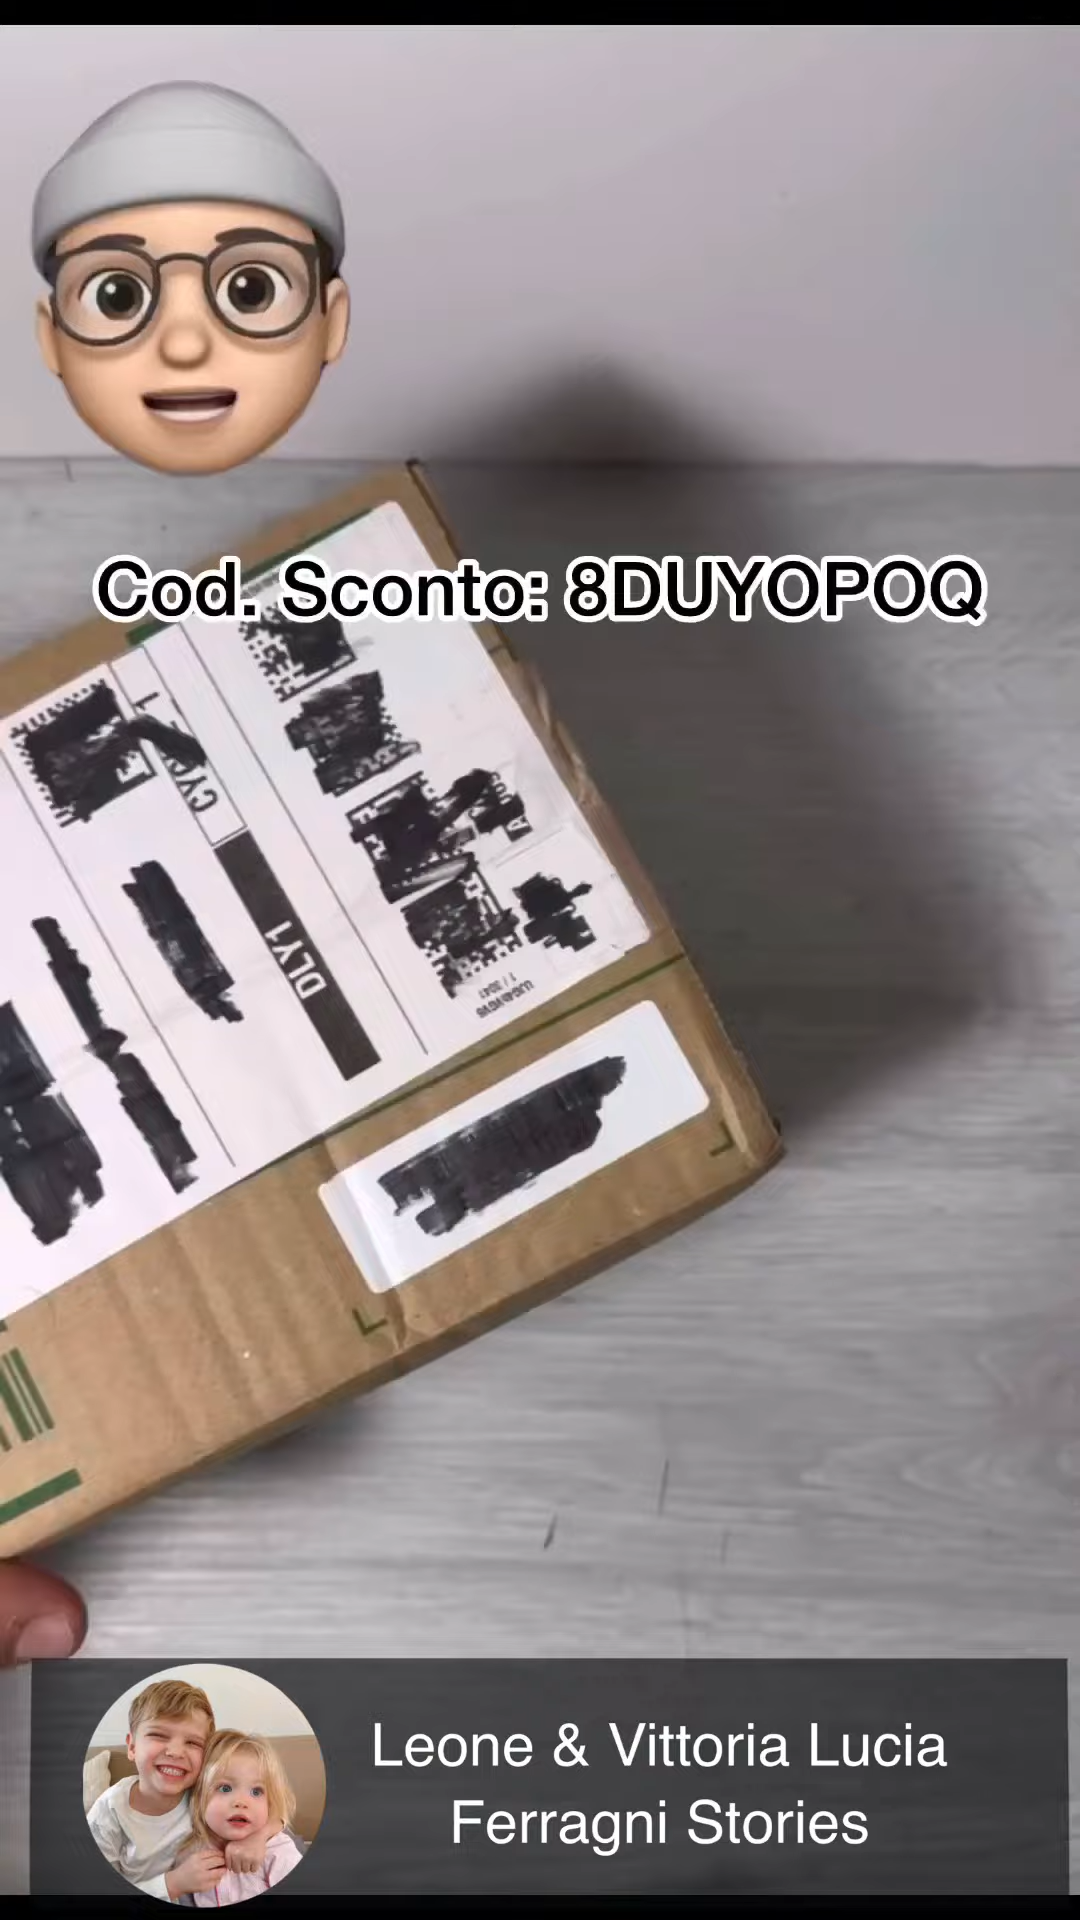 Cod. Sconto: 8DUYOPOQ
DLY1
Leone & Vittoria Lucia
Ferragni Stories